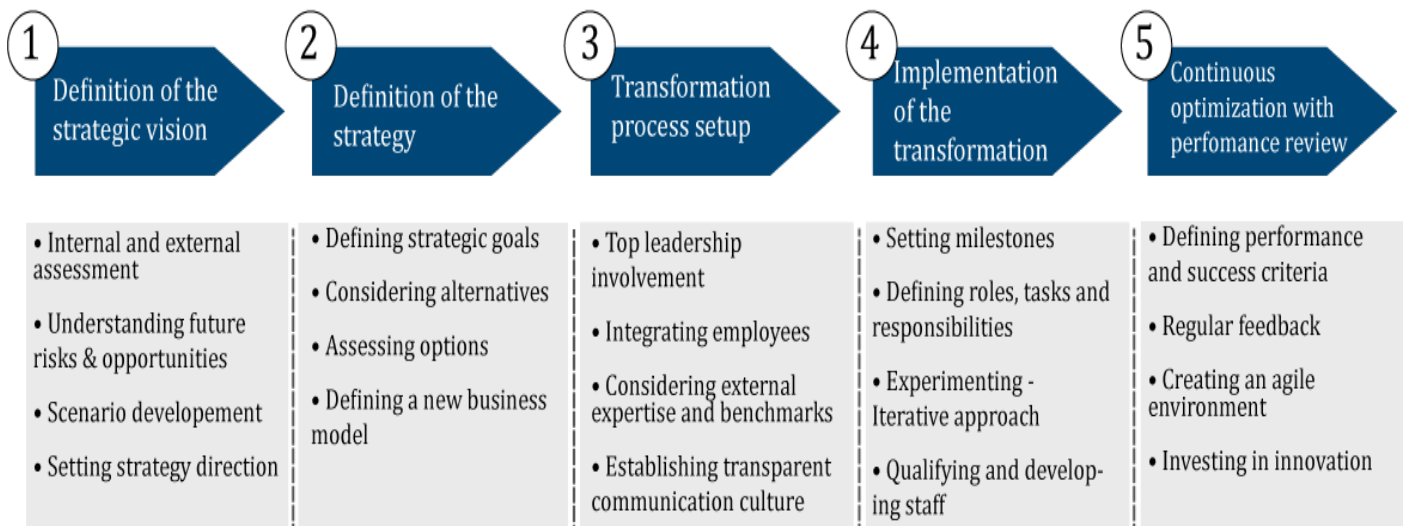 1
Definition of the
strategic vision
• Internal and external
assessment
• Understanding future
risks & opportunities
• Scenario developement
• Setting strategy direction
2
Definition of the
strategy
• Defining strategic goals
• Considering alternatives
• Assessing options
• Defining a new business
model
3
Transformation
process setup
• Top leadership
involvement
• Integrating employees
• Considering external
expertise and benchmarks
• Establishing transparent
communication culture
4
Implementation
of the
transformation
• Setting milestones
• Defining roles, tasks and
responsibilities
• Experimenting -
Iterative approach
• Qualifying and develop-
ing staff
5
Continuous
optimization with
perfomance review
• Defining performance
and success criteria
• Regular feedback
• Creating an agile
environment
• Investing in innovation